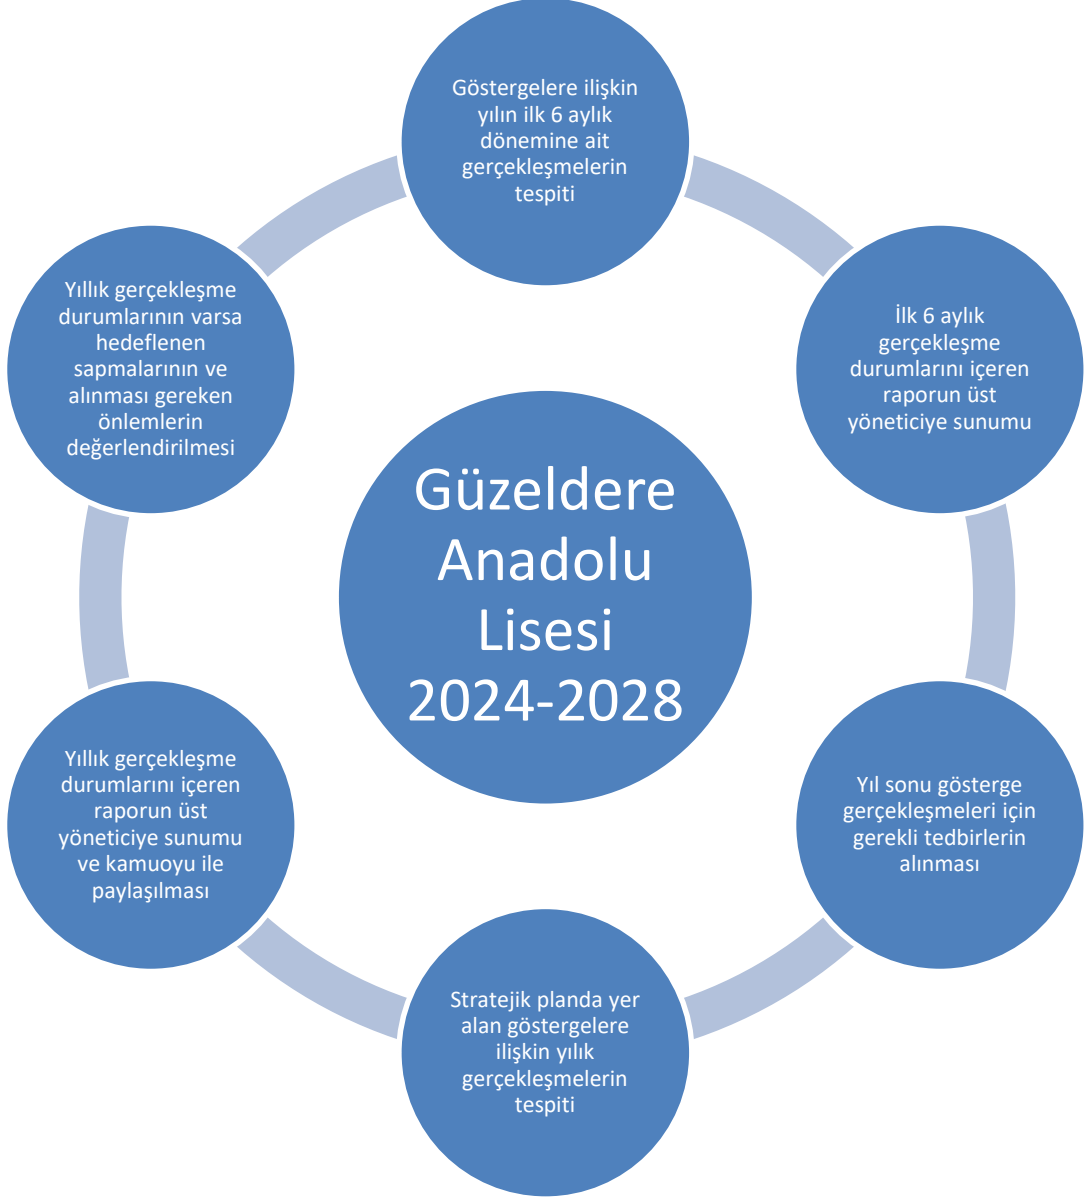 Göstergelere ilişkin
yılın ilk 6 aylık
dönemine ait
gerçekleşmelerin
tespiti
İlk 6 aylık
gerçekleşme
durumlarını içeren
raporun üst
yöneticiye sunumu
Yıl sonu gösterge
gerçekleşmeleri için
gerekli tedbirlerin
alınması
Stratejik planda yer
alan göstergelere
ilişkin yılık
gerçekleşmelerin
tespiti
Yıllık gerçekleşme
durumlarını içeren
raporun üst
yöneticiye sunumu
ve kamuoyu ile
paylaşılması
Yıllık gerçekleşme
durumlarının varsa
hedeflenen
sapmalarının ve
alınması gereken
önlemlerin
değerlendirilmesi
Güzeldere
Anadolu
Lisesi
2024-2028